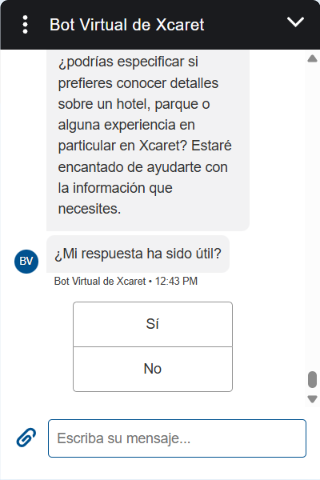 Bot Virtual de Xcaret
¿podrías especificar si
prefieres conocer detalles
sobre un hotel, parque o
alguna experiencia en
particular en Xcaret? Estaré
encantado de ayudarte con
la información que
necesites.
¿Mi respuesta ha sido útil?
BV
Bot Virtual de Xcaret • 12:43 PM
Sí
No
Escriba su mensaje...